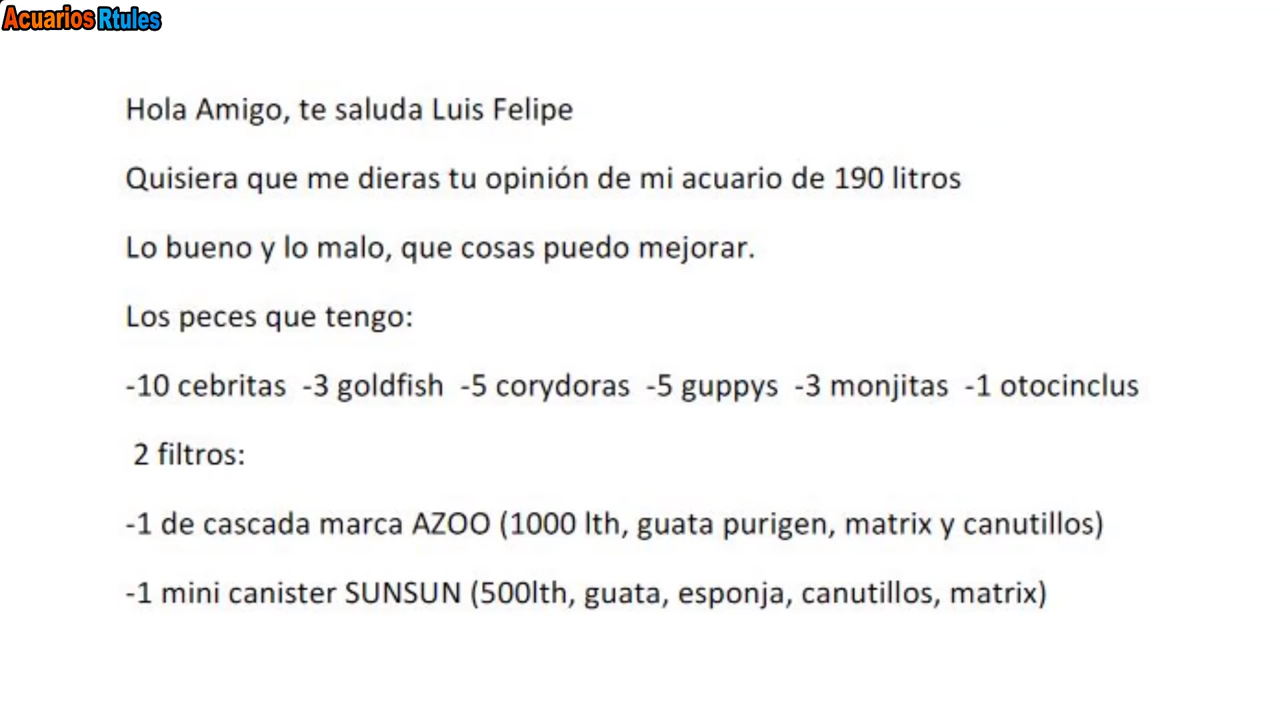 Acuarios Rtules
Hola Amigo, te saluda Luis Felipe
Quisiera que me dieras tu opinión de mi acuario de 190 litros
Lo bueno y lo malo, que cosas puedo mejorar.
Los peces que tengo:
-10 cebritas -3 goldfish -5 corydoras -5 guppys -3 monjitas -1 otocinclus
2 filtros:
-1 de cascada marca AZOO (1000 lth, guata purigen, matrix y canutillos)
-1 mini canister SUNSUN (500lth, guata, esponja, canutillos, matrix)